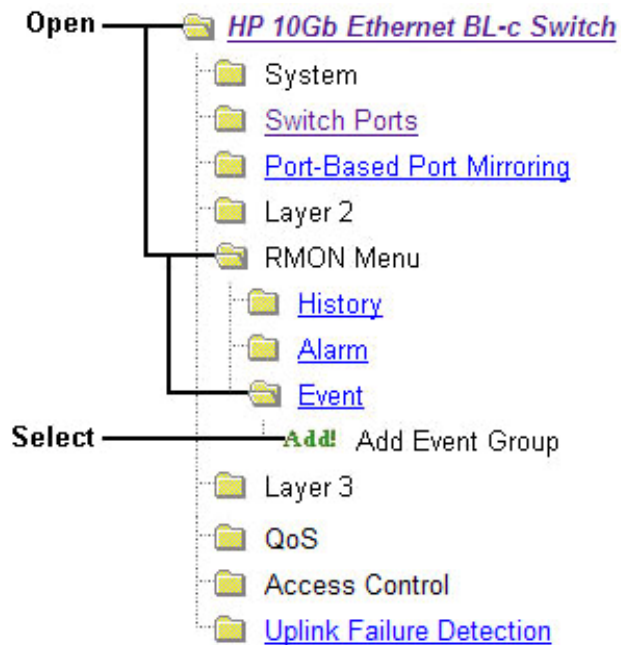 Open HP 10Gb Ethernet BL-c Switch
System
Switch Ports
Port-Based Port Mirroring
Layer 2
RMON Menu
History
Alarm
Event
Select Add! Add Event Group
Layer 3
QoS
Access Control
Uplink Failure Detection